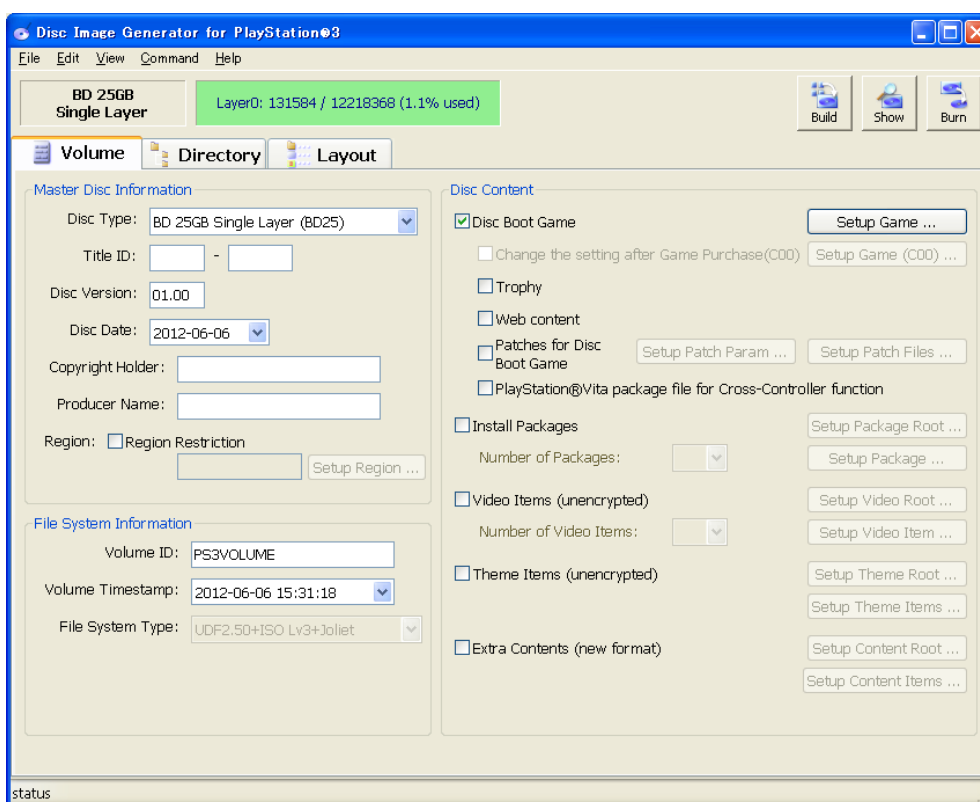 Disc Image Generator for PlayStation®3
File Edit View Command Help
BD 25GB
Single Layer
Layer0: 131584 / 12218368 (1.1% used)
Build Show Burn
Volume Directory Layout
Master Disc Information
Disc Type: BD 25GB Single Layer (BD25)
Title ID: -
Disc Version: 01.00
Disc Date: 2012-06-06
Copyright Holder:
Producer Name:
Region: Region Restriction
Setup Region ...
File System Information
Volume ID: PS3VOLUME
Volume Timestamp: 2012-06-06 15:31:18
File System Type: UDF2.50+ISO Lv3+Joliet
Disc Content
Disc Boot Game Setup Game ...
Change the setting after Game Purchase(C00) Setup Game (C00) ...
Trophy
Web content
Patches for Disc
Boot Game Setup Patch Param ... Setup Patch Files ...
PlayStation®Vita package file for Cross-Controller function
Install Packages Setup Package Root ...
Number of Packages: Setup Package ...
Video Items (unencrypted) Setup Video Root ...
Number of Video Items: Setup Video Item ...
Theme Items (unencrypted) Setup Theme Root ...
Setup Theme Items ...
Extra Contents (new format) Setup Content Root ...
Setup Content Items ...
status